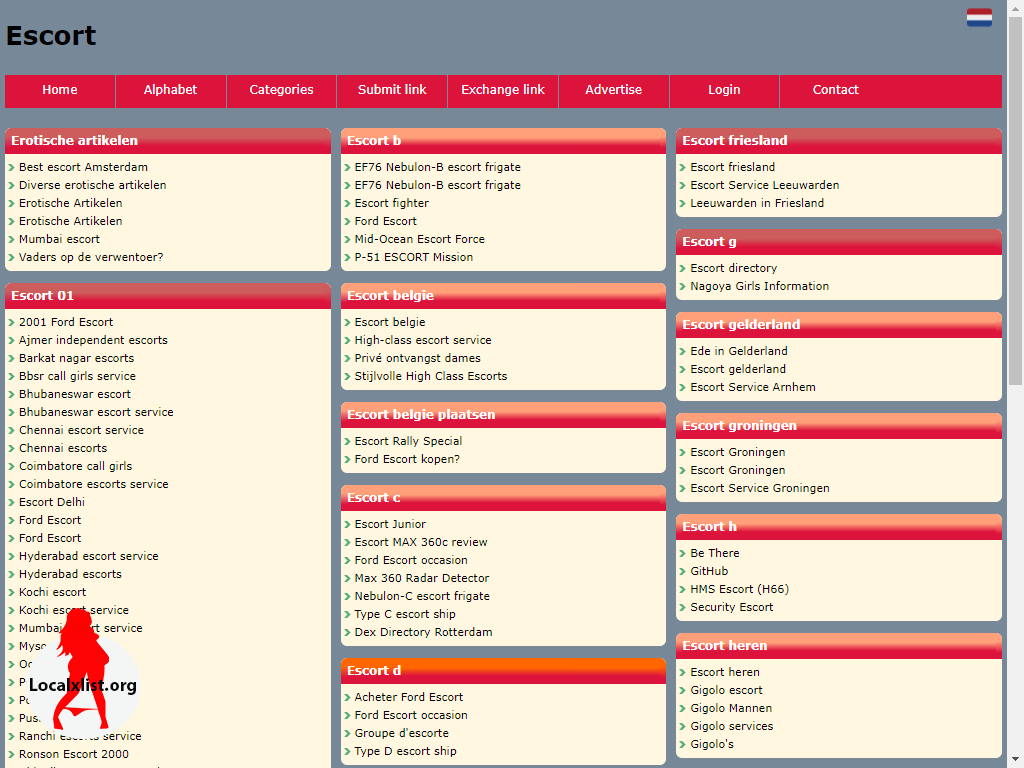 Escort
Home
Alphabet
Categories
Submit link
Exchange link
Advertise
Login
Contact
Erotische artikelen
Best escort Amsterdam
Diverse erotische artikelen
Erotische Artikelen
Erotische Artikelen
Mumbai escort
Vaders op de verwentoer?
Escort 01
2001 Ford Escort
Ajmer independent escorts
Barkat nagar escorts
Bbsr call girls service
Bhubaneswar escort
Bhubaneswar escort service
Chennai escort service
Chennai escorts
Coimbatore call girls
Coimbatore escorts service
Escort Delhi
Ford Escort
Ford Escort
Hyderabad escort service
Hyderabad escorts
Kochi escort
Kochi escort service
Mumbai escort service
Ranchi escorts service
Ronson Escort 2000
Localxlist.org
Escort b
EF76 Nebulon-B escort frigate
EF76 Nebulon-B escort frigate
Escort fighter
Ford Escort
Mid-Ocean Escort Force
P-51 ESCORT Mission
Escort belgie
Escort belgie
High-class escort service
Privé ontvangst dames
Stijlvolle High Class Escorts
Escort belgie plaatsen
Escort Rally Special
Ford Escort kopen?
Escort c
Escort Junior
Escort MAX 360c review
Ford Escort occasion
Max 360 Radar Detector
Nebulon-C escort frigate
Type C escort ship
Dex Directory Rotterdam
Escort d
Acheter Ford Escort
Ford Escort occasion
Groupe d'escorte
Type D escort ship
Escort friesland
Escort friesland
Escort Service Leeuwarden
Leeuwarden in Friesland
Escort g
Escort directory
Nagoya Girls Information
Escort gelderland
Ede in Gelderland
Escort gelderland
Escort Service Arnhem
Escort groningen
Escort Groningen
Escort Groningen
Escort Service Groningen
Escort h
Be There
GitHub
HMS Escort (H66)
Security Escort
Escort heren
Escort heren
Gigolo escort
Gigolo Mannen
Gigolo services
Gigolo's